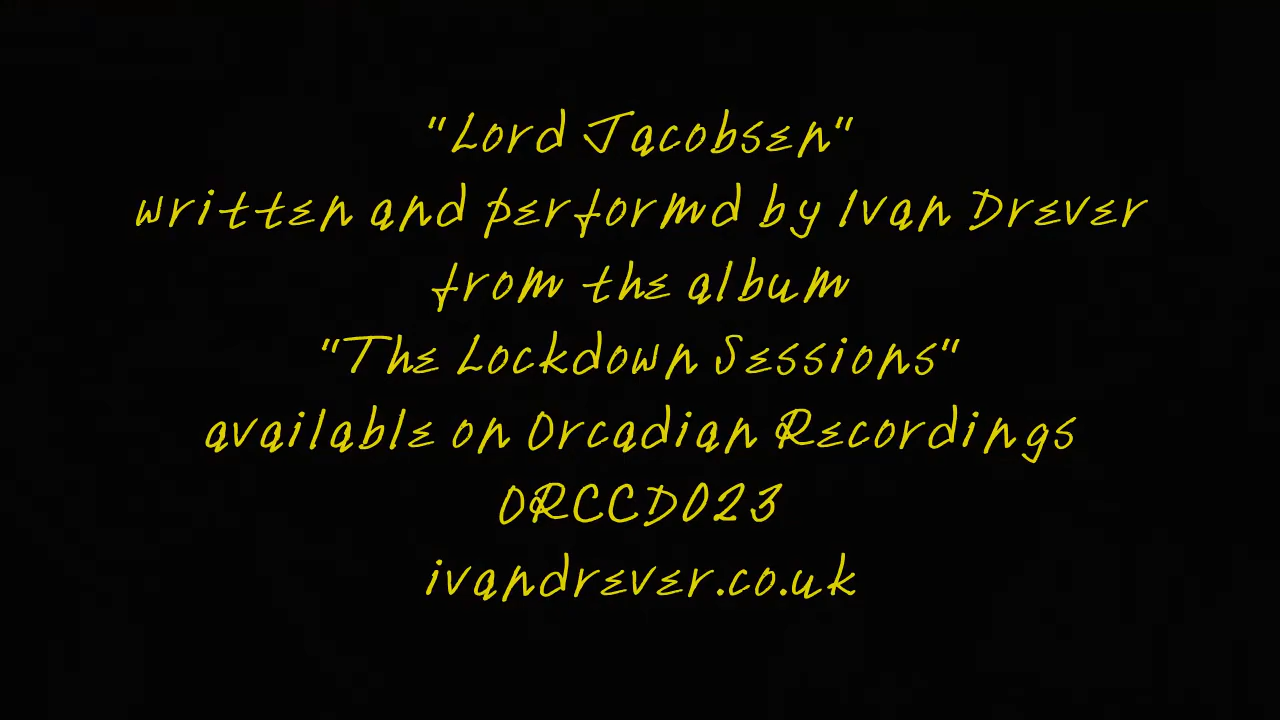 "Lord Jacobsen"
written and performd by Ivan Drever
from the album
"The Lockdown Sessions"
available on Orcadian Recordings
ORCCD023
ivandrever.co.uk